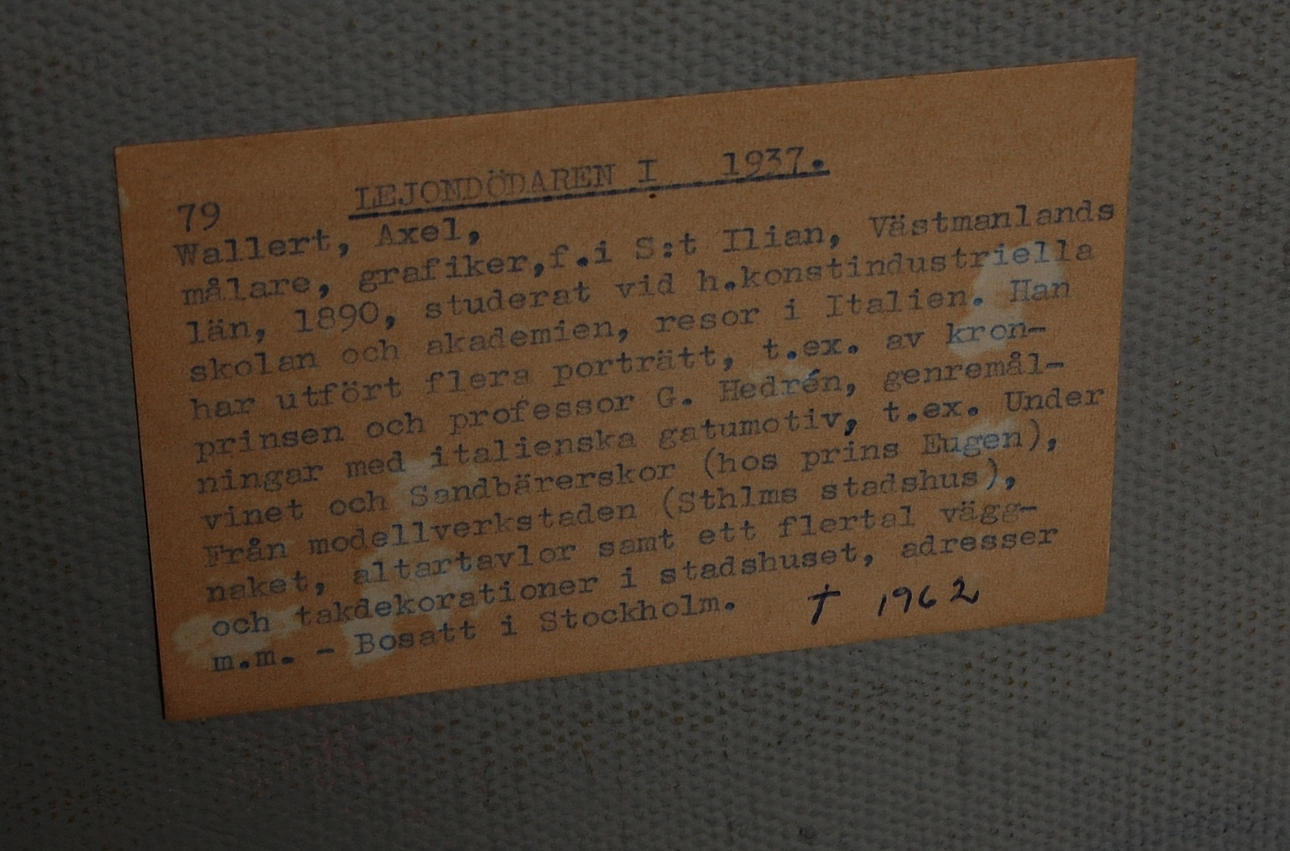 79 LEJONDÖDAREN I 1937.
Wallert, Axel,
målare, grafiker,f.i S:t Ilian, Västmanlands
län, 1890, studerat vid h.konstindustriella
skolan och akademien, resor i Italien. Han
har utfört flera porträtt, t.ex. av kron-
prinsen och professor G. Hedrén, genremål-
ningar med italienska gatumotiv, t.ex. Under
vinet och Sandbärerskor (hos prins Eugen),
Från modellverkstaden (Sthlms stadshus),
naket, altartavlor samt ett flertal vägg-
och takdekorationer i stadshuset, adresser
m.m. - Bosatt i Stockholm. † 1962